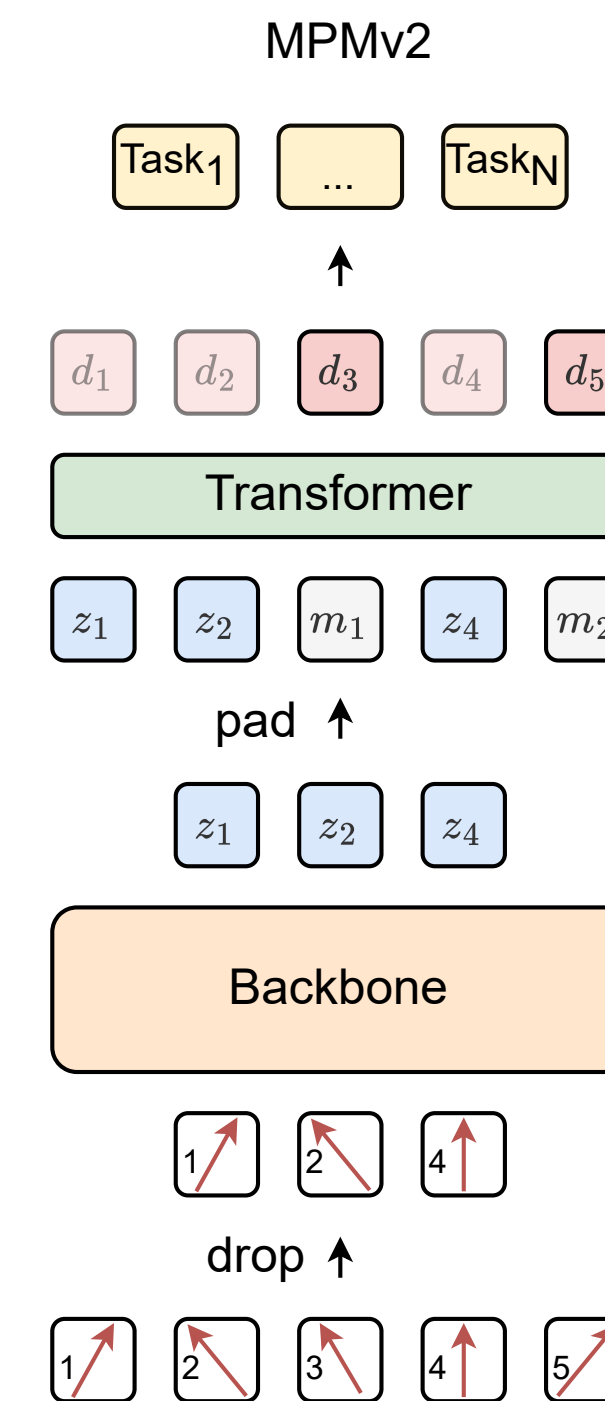 MPMv2
Task1 ... TaskN
d1 d2 d3 d4 d5
Transformer
z1 z2 m1 z4 m2
pad
z1 z2 z4
Backbone
1 2 4
drop
1 2 3 4 5